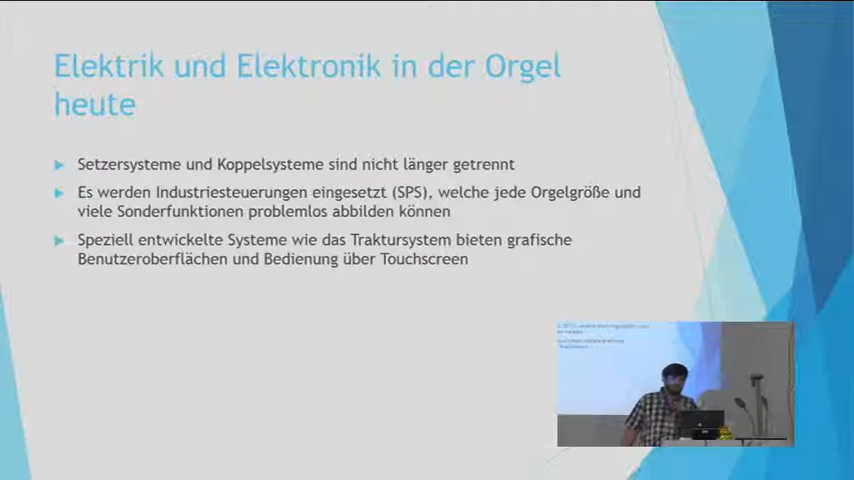 Elektrik und Elektronik in der Orgel
heute
Setzersysteme und Koppelsysteme sind nicht länger getrennt
Es werden Industriesteuerungen eingesetzt (SPS), welche jede Orgelgröße und
viele Sonderfunktionen problemlos abbilden können
Speziell entwickelte Systeme wie das Traktursystem bieten grafische
Benutzeroberflächen und Bedienung über Touchscreen